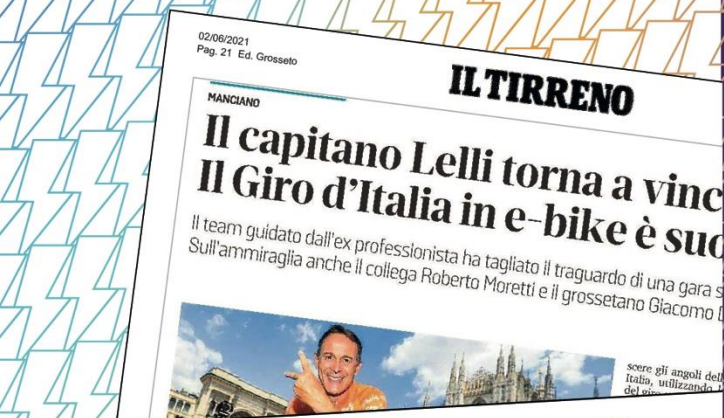 02/06/2021
Pag. 21 Ed. Grosseto
IL TIRRENO
MANCIANO
Il capitano Lelli torna a vinc
Il Giro d'Italia in e-bike è suo
Il team guidato dall'ex professionista ha tagliato il traguardo di una gara s
Sull'ammiraglia anche il collega Roberto Moretti e il grossetano Giacomo
scere gli angoli dell
Italia, utilizzando
del